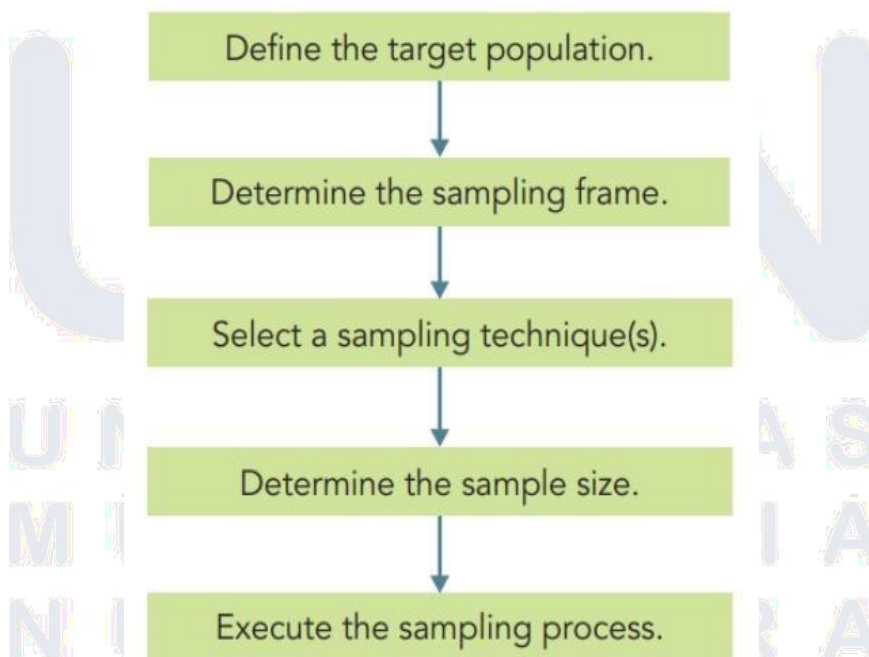 Define the target population.
Determine the sampling frame.
Select a sampling technique(s).
Determine the sample size.
Execute the sampling process.